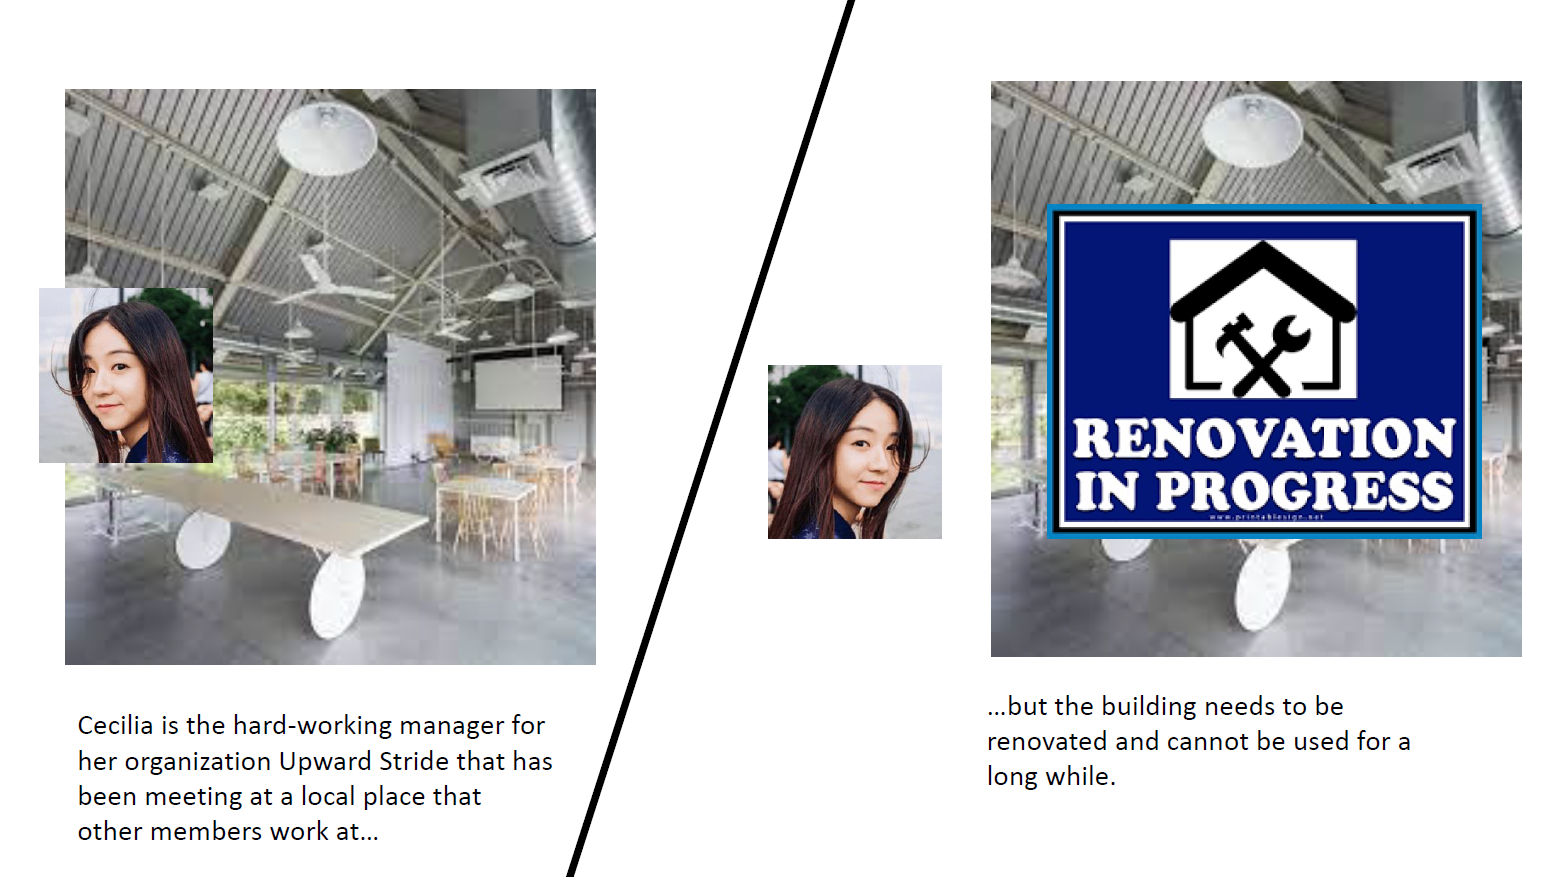 Cecilia is the hard-working manager for
her organization Upward Stride that has
been meeting at a local place that
other members work at...
RENOVATION
IN PROGRESS
www.printablesign.net
...but the building needs to be
renovated and cannot be used for a
long while.